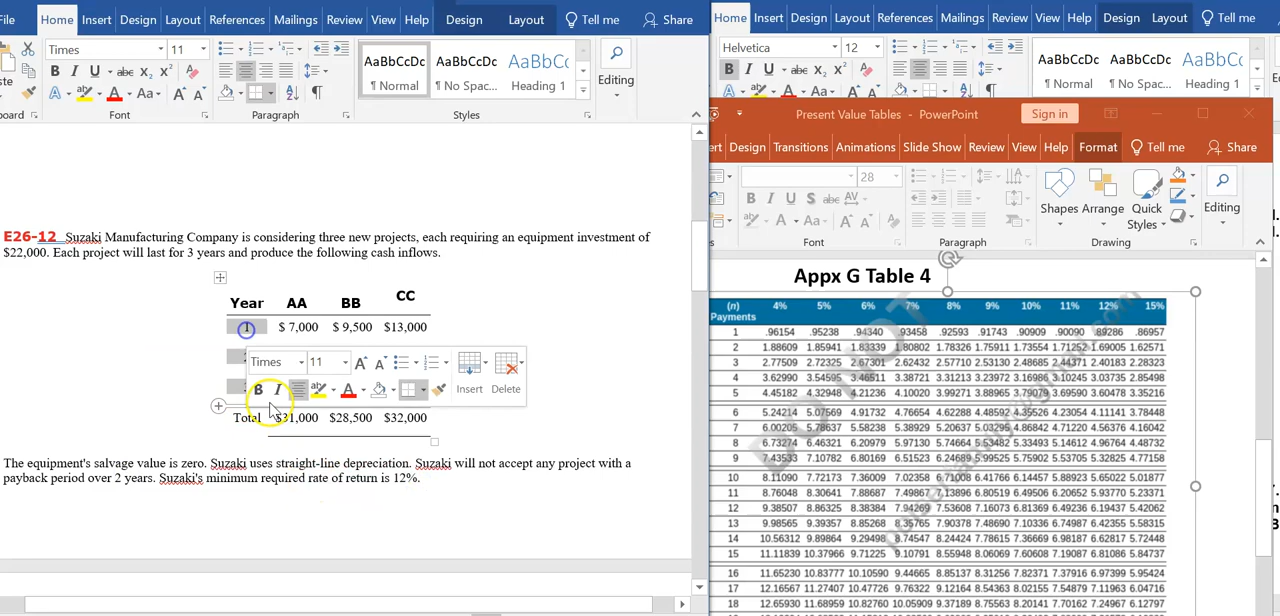 File Home Insert Draw Design Layout References Mailings Review View Help Design Layout Tell me Share
Times 11
AaBbCcDc AaBbCcDc AaBbCc
¶ Normal ¶ No Spac... Heading 1
Editing
Font Paragraph Styles
E26-12 Suzaki Manufacturing Company is considering three new projects, each requiring an equipment investment of
$22,000. Each project will last for 3 years and produce the following cash inflows.
Year AA BB CC
1 $ 7,000 $ 9,500 $13,000
Times 11
Insert Delete
Total $31,000 $28,500 $32,000
The equipment's salvage value is zero. Suzaki uses straight-line depreciation. Suzaki will not accept any project with a
payback period over 2 years. Suzaki's minimum required rate of return is 12%.
Home Insert Draw Design Layout References Mailings Review View Help Design Layout Tell me
Helvetica 12
AaBbCcDc AaBbCcDc AaBbCc
¶ Normal ¶ No Spac... Heading 1
Present Value Tables - PowerPoint Sign in
Design Transitions Animations Slide Show Review View Help Format Tell me Share
28
Shapes Arrange Quick Styles Editing
Font Paragraph Drawing
Appx G Table 4
(n) Payments 4% 5% 6% 7% 8% 9% 10% 11% 12% 15%
1 .96154 .95238 .94340 .93458 .92593 .91743 .90909 .90090 .89286 .86957
2 1.88609 1.85941 1.83339 1.80802 1.78326 1.75911 1.73554 1.71252 1.69005 1.62571
3 2.77509 2.72325 2.67301 2.62432 2.57710 2.53130 2.48685 2.44371 2.40183 2.28323
4 3.62990 3.54595 3.46511 3.38721 3.31213 3.23972 3.16986 3.10245 3.03735 2.85498
5 4.45182 4.32948 4.21236 4.10020 3.99271 3.88965 3.79079 3.69590 3.60478 3.35216
6 5.24214 5.07569 4.91732 4.76654 4.62288 4.48592 4.35526 4.23054 4.11141 3.78448
7 6.00205 5.78637 5.58238 5.38929 5.20637 5.03295 4.86842 4.71220 4.56376 4.16042
8 6.73274 6.46321 6.20979 5.97130 5.74664 5.53482 5.33493 5.14612 4.96764 4.48732
9 7.43533 7.10782 6.80169 6.51523 6.24689 5.99525 5.75902 5.53705 5.32825 4.77158
10 8.11090 7.72173 7.36009 7.02358 6.71008 6.41766 6.14457 5.88923 5.65022 5.01877
11 8.76048 8.30641 7.88687 7.49867 7.13896 6.80519 6.49506 6.20652 5.93770 5.23371
12 9.38507 8.86325 8.38384 7.94269 7.53608 7.16073 6.81369 6.49236 6.19437 5.42062
13 9.98565 9.39357 8.85268 8.35765 7.90378 7.48690 7.10336 6.74987 6.42355 5.58315
14 10.56312 9.89864 9.29498 8.74547 8.24424 7.78615 7.36669 6.98187 6.62817 5.72448
15 11.11839 10.37966 9.71225 9.10791 8.55948 8.06069 7.60608 7.19087 6.81086 5.84737
16 11.65230 10.83777 10.10590 9.44665 8.85137 8.31256 7.82371 7.37916 6.97399 5.95424
17 12.16567 11.27407 10.47726 9.76322 9.12164 8.54363 8.02155 7.54879 7.11963 6.04716
18 12.65930 11.68959 10.82760 10.05909 9.37189 8.75563 8.20141 7.70162 7.24967 6.12797
DO NOT